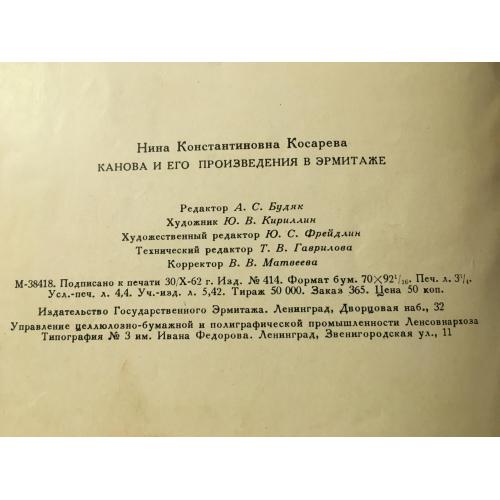 Нина Константиновна Косарева
КАНОВА И ЕГО ПРОИЗВЕДЕНИЯ В ЭРМИТАЖЕ
Редактор А. С. Будяк
Художник Ю. В. Кириллин
Художественный редактор Ю. С. Фрейдлин
Технический редактор Т. В. Гаврилова
Корректор В. В. Матвеева
М-38418. Подписано к печати 30/X-62 г. Изд. № 414. Формат бум. 70×92¹/₁₆. Печ. л. 3³/₄.
Усл.-печ. л. 4,4. Уч.-изд. л. 5,42. Тираж 50 000. Заказ 365. Цена 50 коп.
Издательство Государственного Эрмитажа. Ленинград, Дворцовая наб., 32
Управление целлюлозно-бумажной и полиграфической промышленности Ленсовнархоза
Типография № 3 им. Ивана Федорова. Ленинград, Звенигородская ул., 11